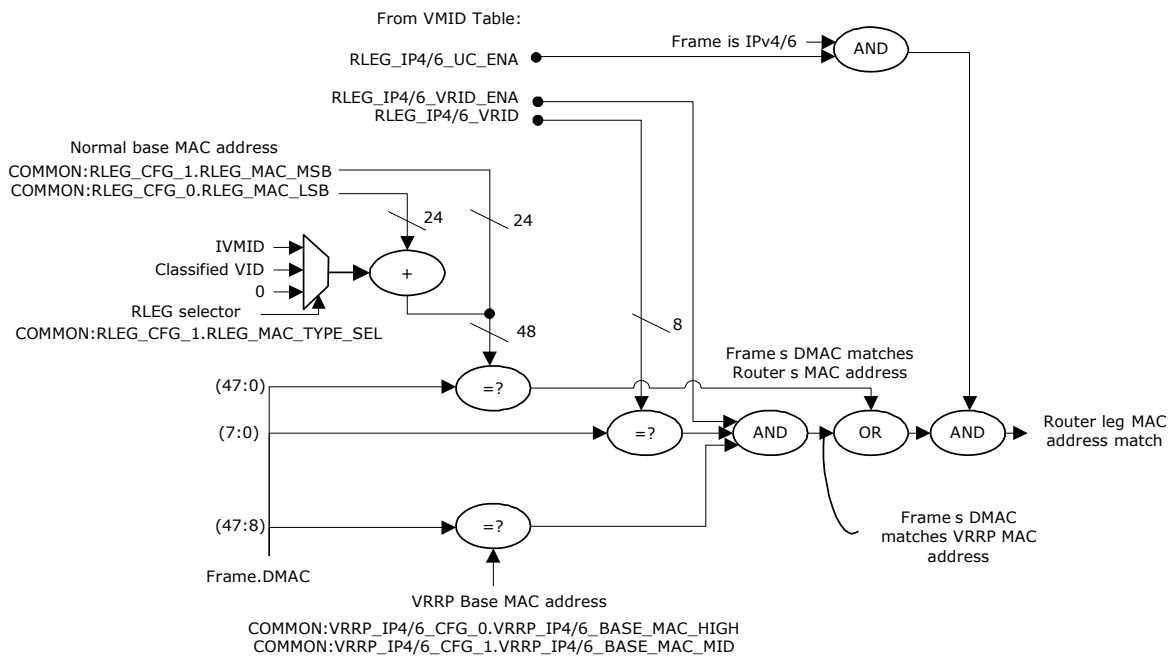 From VMID Table:
Frame is IPv4/6
AND
RLEG_IP4/6_UC_ENA
RLEG_IP4/6_VRID_ENA
RLEG_IP4/6_VRID
Normal base MAC address
COMMON:RLEG_CFG_1.RLEG_MAC_MSB
COMMON:RLEG_CFG_0.RLEG_MAC_LSB
24
24
IVMID
Classified VID
0
+
RLEG selector
COMMON:RLEG_CFG_1.RLEG_MAC_TYPE_SEL
48
8
Frame s DMAC matches
Router s MAC address
(47:0)
=?
(7:0)
=?
AND
OR
AND
Router leg MAC
address match
(47:8)
=?
Frame s DMAC
matches VRRP MAC
address
Frame.DMAC
VRRP Base MAC address
COMMON:VRRP_IP4/6_CFG_0.VRRP_IP4/6_BASE_MAC_HIGH
COMMON:VRRP_IP4/6_CFG_1.VRRP_IP4/6_BASE_MAC_MID